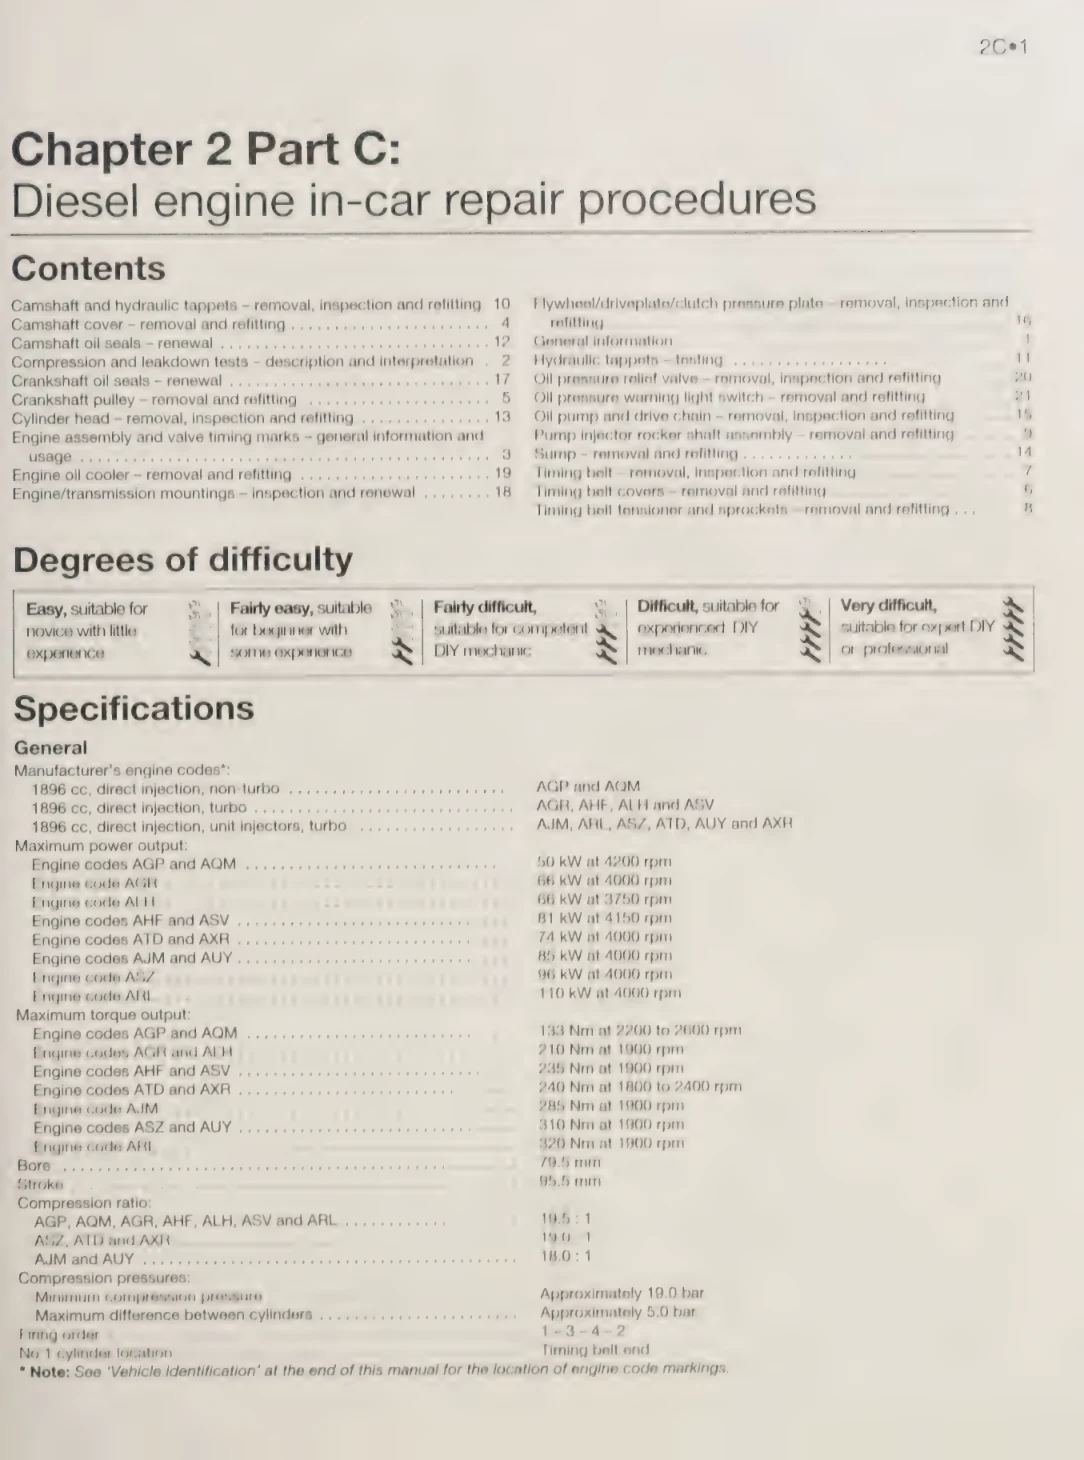 2C•1
Chapter 2 Part C:
Diesel engine in-car repair procedures
Contents
Camshaft and hydraulic tappets – removal, inspection and refitting 10
Camshaft cover – removal and refitting . . . . . . . . . . . . . . . . . . . . . . . . 4
Camshaft oil seals – renewal . . . . . . . . . . . . . . . . . . . . . . . . . . . . . . . . 12
Compression and leakdown tests – description and interpretation . 2
Crankshaft oil seals – renewal . . . . . . . . . . . . . . . . . . . . . . . . . . . . . . . 17
Crankshaft pulley – removal and refitting . . . . . . . . . . . . . . . . . . . . . . 5
Cylinder head – removal, inspection and refitting . . . . . . . . . . . . . . . . 13
Engine assembly and valve timing marks – general information and
usage . . . . . . . . . . . . . . . . . . . . . . . . . . . . . . . . . . . . . . . . . . . . . . . . . . 3
Engine oil cooler – removal and refitting . . . . . . . . . . . . . . . . . . . . . . 19
Engine/transmission mountings – inspection and renewal . . . . . . . . 18
Flywheel/driveplate/clutch pressure plate – removal, inspection and
refitting 16
General information 1
Hydraulic tappets – testing . . . . . . . . . . . . . . . . . . 11
Oil pressure relief valve – removal, inspection and refitting 20
Oil pressure warning light switch – removal and refitting 21
Oil pump and drive chain – removal, inspection and refitting 15
Pump injector rocker shaft assembly – removal and refitting 9
Sump – removal and refitting . . . . . . . . . . . . 14
Timing belt – removal, inspection and refitting 7
Timing belt covers – removal and refitting 6
Timing belt tensioner and sprockets – removal and refitting . . . 8
Degrees of difficulty
Easy, suitable for
novice with little
experience
Fairly easy, suitable
for beginner with
some experience
Fairly difficult,
suitable for competent
DIY mechanic
Difficult, suitable for
experienced DIY
mechanic
Very difficult,
suitable for expert DIY
or professional
Specifications
General
Manufacturer's engine codes*:
1896 cc, direct injection, non-turbo . . . . . . . . . . . . . . . . . . . . . . . . . AGP and AQM
1896 cc, direct injection, turbo . . . . . . . . . . . . . . . . . . . . . . . . . . . . . AGR, AHF, ALH and ASV
1896 cc, direct injection, unit injectors, turbo . . . . . . . . . . . . . . . . . . AJM, ARL, ASZ, ATD, AUY and AXR
Maximum power output:
Engine codes AGP and AQM . . . . . . . . . . . . . . . . . . . . . . . . . . . . . 50 kW at 4200 rpm
Engine code AGR 66 kW at 4000 rpm
Engine code ALH 66 kW at 3750 rpm
Engine codes AHF and ASV . . . . . . . . . . . . . . . . . . . . . . . . . . . 81 kW at 4150 rpm
Engine codes ATD and AXR . . . . . . . . . . . . . . . . . . . . . . . . . . . 74 kW at 4000 rpm
Engine codes AJM and AUY . . . . . . . . . . . . . . . . . . . . . . . . . . . 85 kW at 4000 rpm
Engine code ASZ 96 kW at 4000 rpm
Engine code ARL 110 kW at 4000 rpm
Maximum torque output:
Engine codes AGP and AQM . . . . . . . . . . . . . . . . . . . . . . . . . . . . . 133 Nm at 2200 to 2600 rpm
Engine codes AGR and ALH 210 Nm at 1900 rpm
Engine codes AHF and ASV . . . . . . . . . . . . . . . . . . . . . . . . . . . . 235 Nm at 1900 rpm
Engine codes ATD and AXR . . . . . . . . . . . . . . . . . . . . . . . . . 240 Nm at 1800 to 2400 rpm
Engine code AJM 285 Nm at 1900 rpm
Engine codes ASZ and AUY . . . . . . . . . . . . . . . . . . . . . . . . . . . 310 Nm at 1900 rpm
Engine code ARL 320 Nm at 1900 rpm
Bore . . . . . . . . . . . . . . . . . . . . . . . . . . . . . . . . . . . . . . . . . . . . 79.5 mm
Stroke 95.5 mm
Compression ratio:
AGP, AQM, AGR, AHF, ALH, ASV and ARL . . . . . . . . . . . . 19.5 : 1
ASZ, ATD and AXR 19.0 : 1
AJM and AUY . . . . . . . . . . . . . . . . . . . . . . . . . . . . . . . . . . . . . . . . . . . 18.0 : 1
Compression pressures:
Minimum compression pressure Approximately 19.0 bar
Maximum difference between cylinders . . . . . . . . . . . . . . . . . . . . . . . Approximately 5.0 bar
Firing order 1 – 3 – 4 – 2
No 1 cylinder location Timing belt end
* Note: See 'Vehicle identification' at the end of this manual for the location of engine code markings.